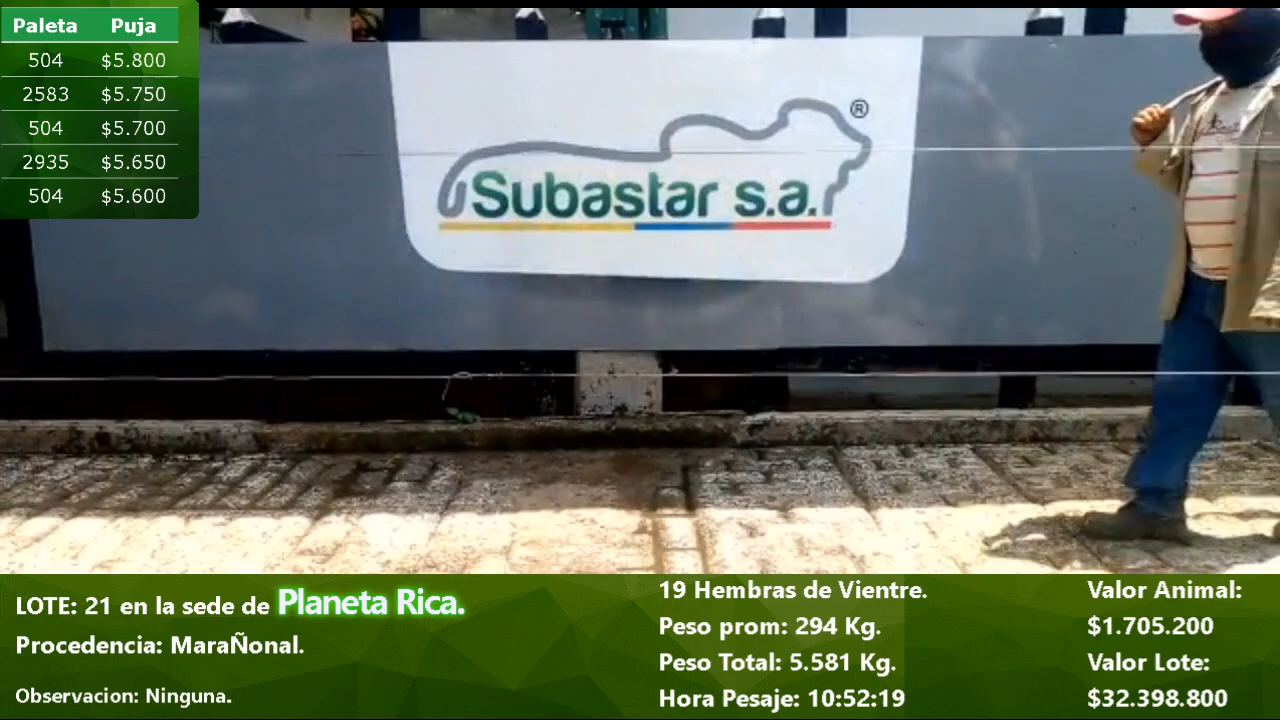 Paleta Puja
504 $5.800
2583 $5.750
504 $5.700
2935 $5.650
504 $5.600
®
Subastar s.a.
LOTE: 21 en la sede de Planeta Rica.
Procedencia: MaraÑonal.
Observacion: Ninguna.
19 Hembras de Vientre.
Peso prom: 294 Kg.
Peso Total: 5.581 Kg.
Hora Pesaje: 10:52:19
Valor Animal:
$1.705.200
Valor Lote:
$32.398.800